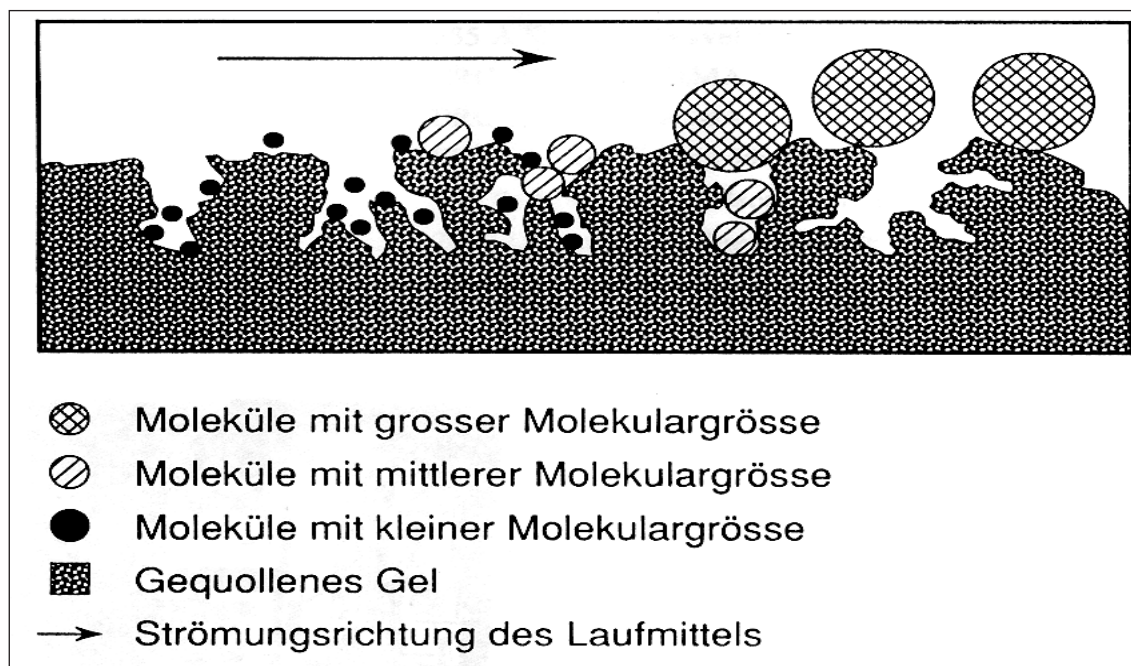 Moleküle mit grosser Molekulargrösse
Moleküle mit mittlerer Molekulargrösse
Moleküle mit kleiner Molekulargrösse
Gequollenes Gel
Strömungsrichtung des Laufmittels